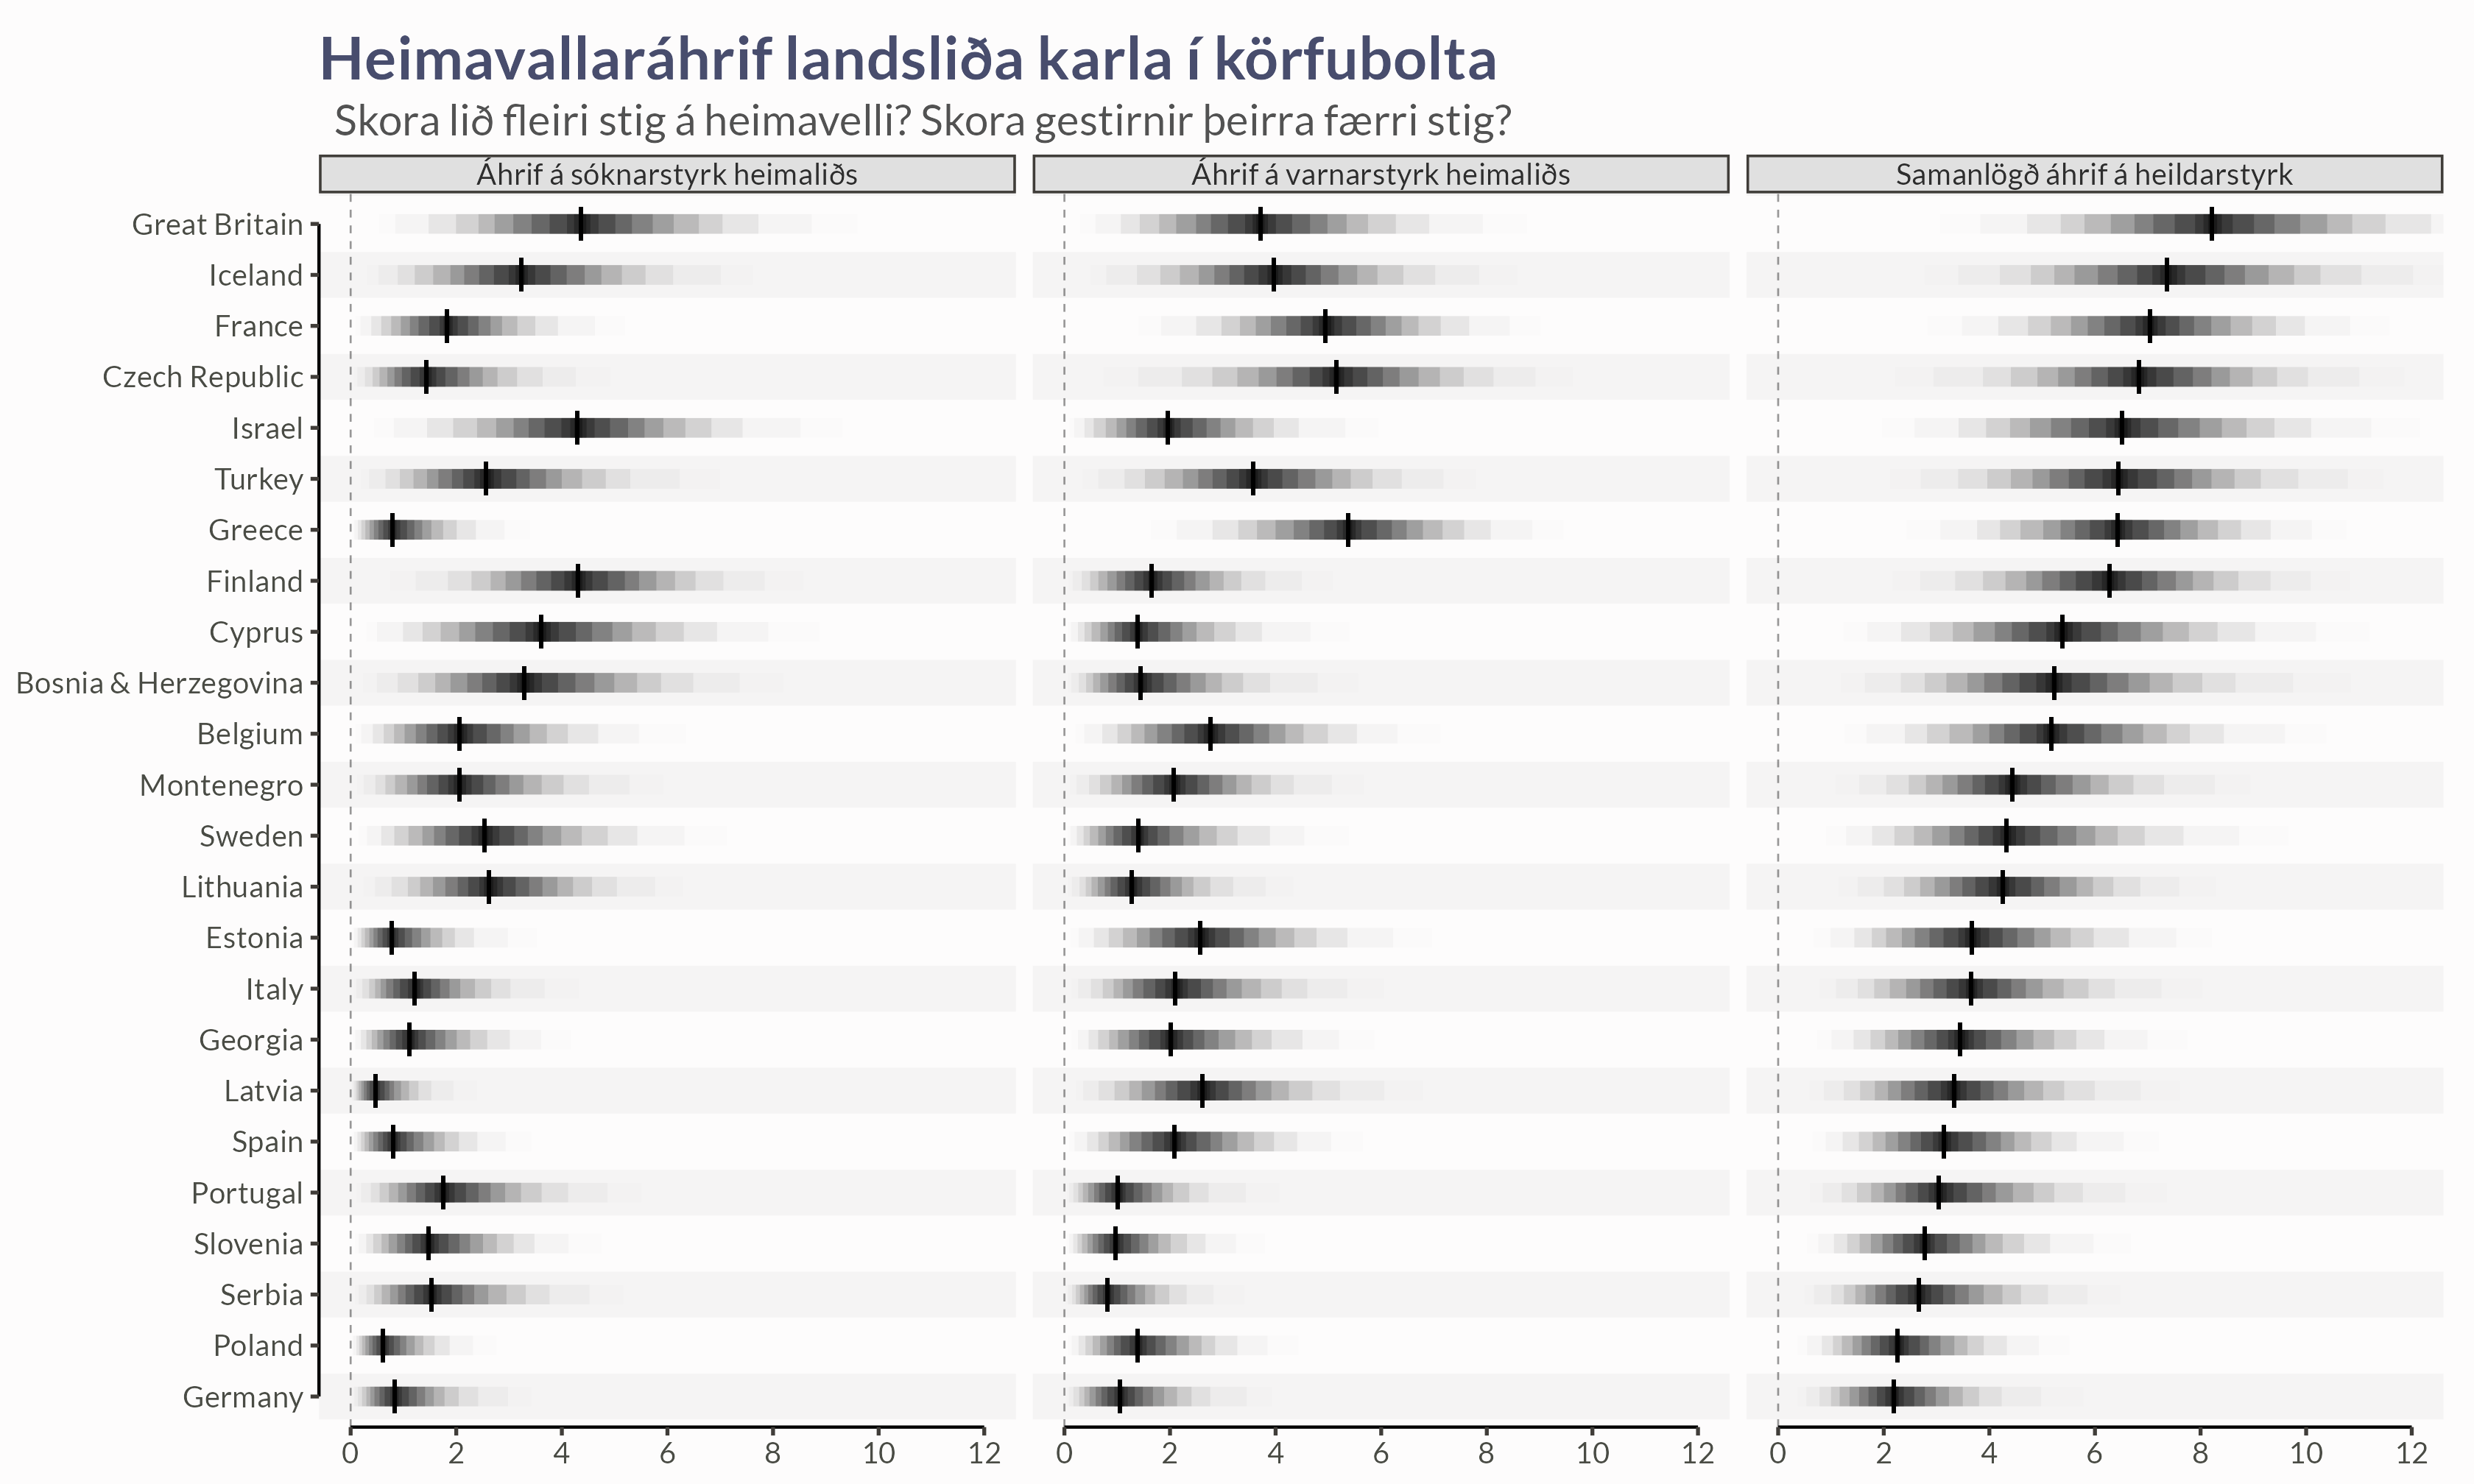 Heimavallaráhrif landsliða karla í körfubolta
Skora lið fleiri stig á heimavelli? Skora gestirnir þeirra færri stig?
Áhrif á sóknarstyrk heimaliðs
Áhrif á varnarstyrk heimaliðs
Samanlögð áhrif á heildarstyrk
Great Britain
Iceland
France
Czech Republic
Israel
Turkey
Greece
Finland
Cyprus
Bosnia & Herzegovina
Belgium
Montenegro
Sweden
Lithuania
Estonia
Italy
Georgia
Latvia
Spain
Portugal
Slovenia
Serbia
Poland
Germany
0 2 4 6 8 10 12
0 2 4 6 8 10 12
0 2 4 6 8 10 12